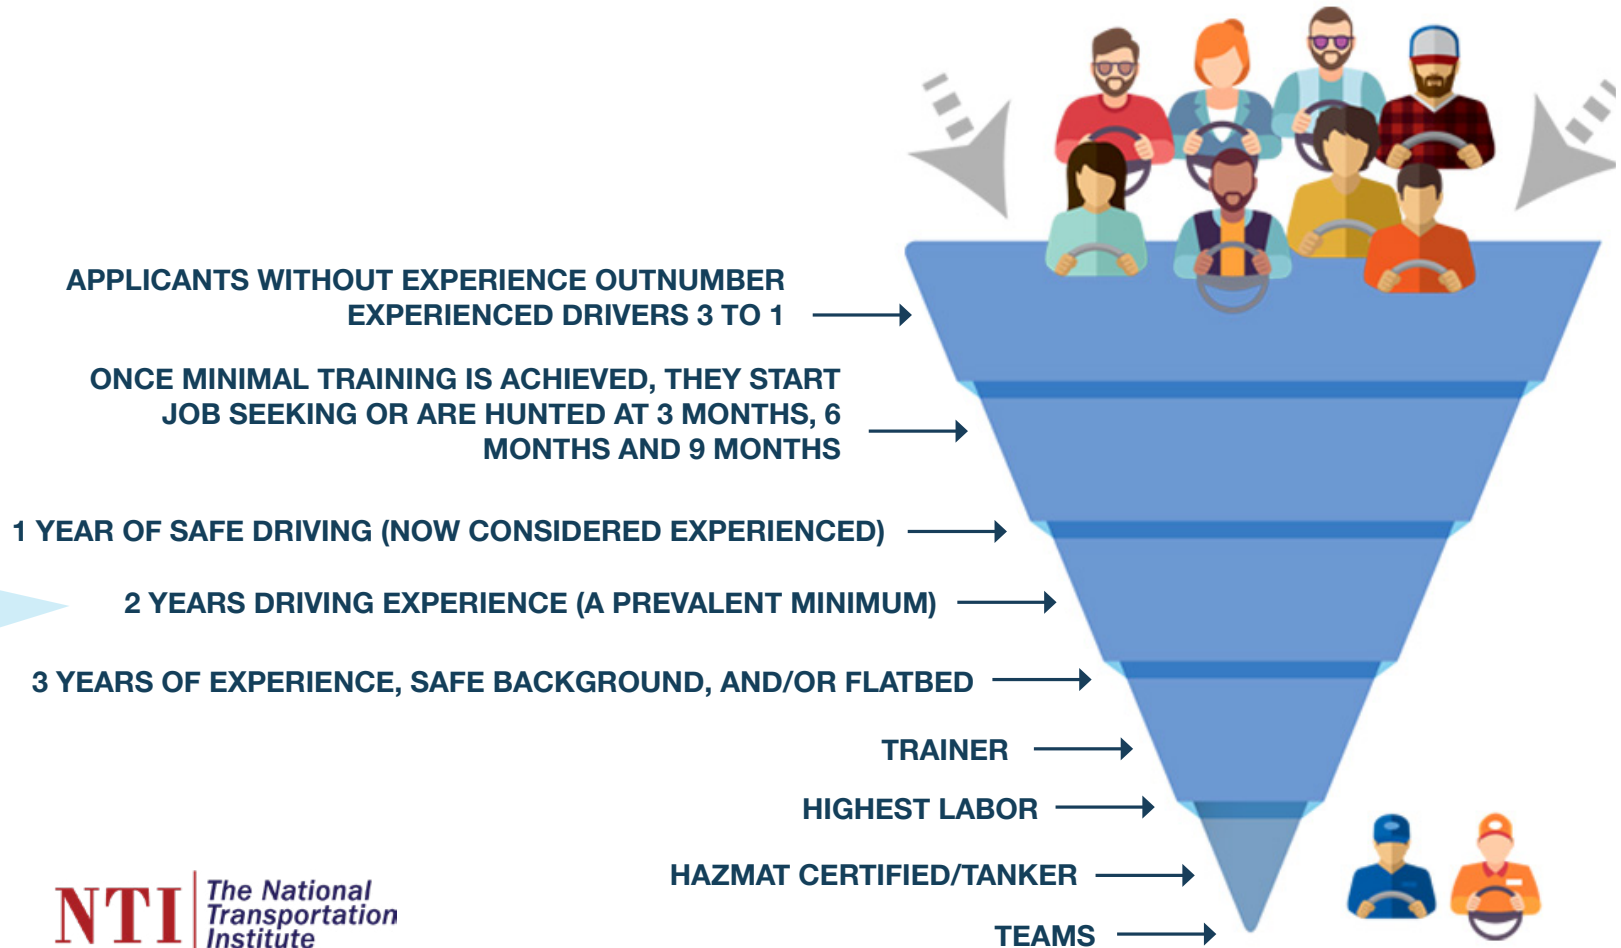 APPLICANTS WITHOUT EXPERIENCE OUTNUMBER
EXPERIENCED DRIVERS 3 TO 1
ONCE MINIMAL TRAINING IS ACHIEVED, THEY START
JOB SEEKING OR ARE HUNTED AT 3 MONTHS, 6
MONTHS AND 9 MONTHS
1 YEAR OF SAFE DRIVING (NOW CONSIDERED EXPERIENCED)
2 YEARS DRIVING EXPERIENCE (A PREVALENT MINIMUM)
3 YEARS OF EXPERIENCE, SAFE BACKGROUND, AND/OR FLATBED
TRAINER
HIGHEST LABOR
HAZMAT CERTIFIED/TANKER
TEAMS
NTI
The National
Transportation
Institute